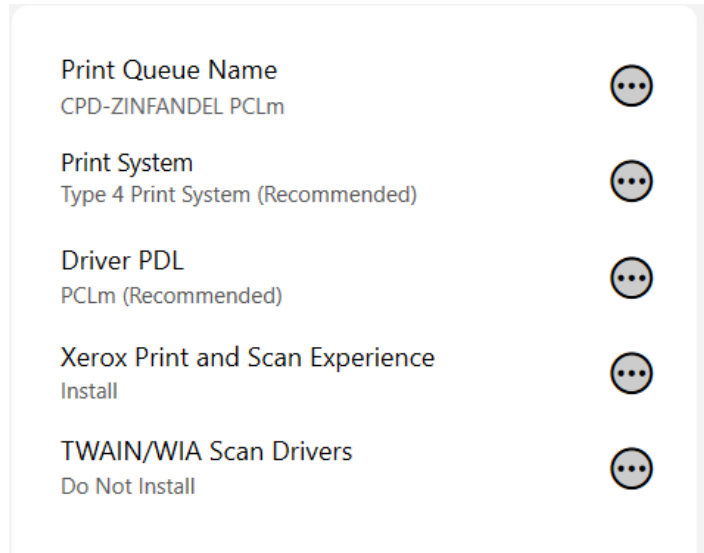 Print Queue Name
CPD-ZINFANDEL PCLm
Print System
Type 4 Print System (Recommended)
Driver PDL
PCLm (Recommended)
Xerox Print and Scan Experience
Install
TWAIN/WIA Scan Drivers
Do Not Install